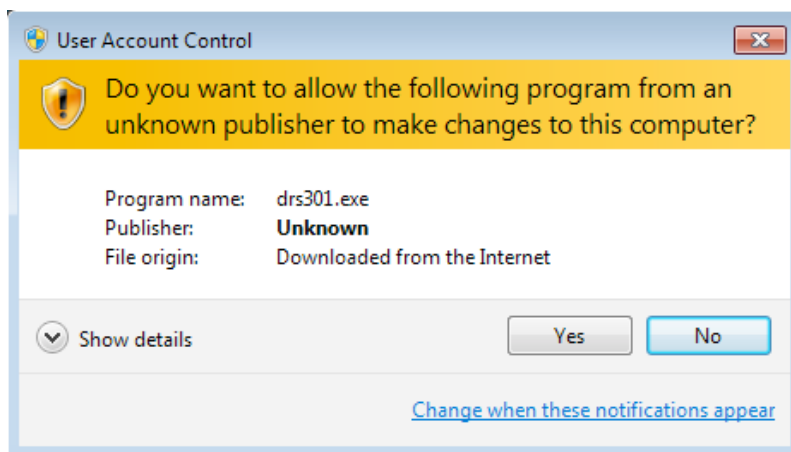 User Account Control
Do you want to allow the following program from an
unknown publisher to make changes to this computer?
Program name: drs301.exe
Publisher: Unknown
File origin: Downloaded from the Internet
Show details
Yes
No
Change when these notifications appear